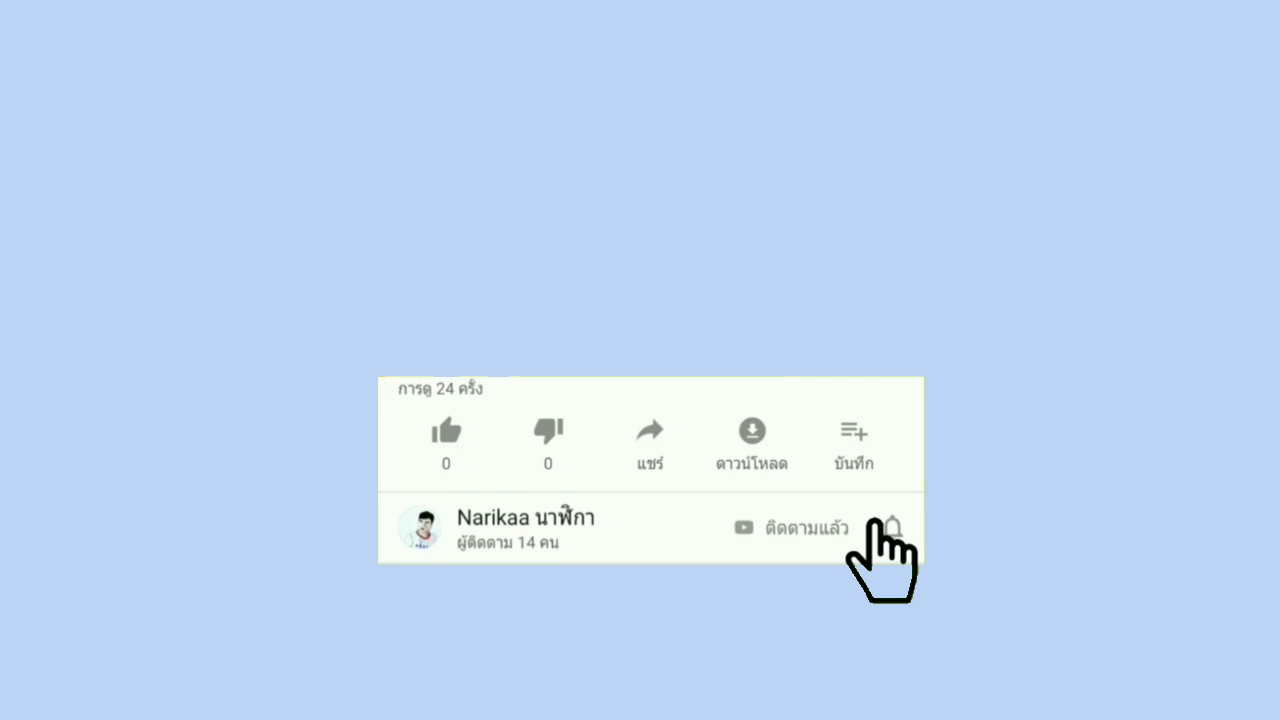 การดู 24 ครั้ง
0 0 แชร์ ดาวน์โหลด บันทึก
Narikaa นาฬิกา
ติดตามแล้ว
ผู้ติดตาม 14 คน